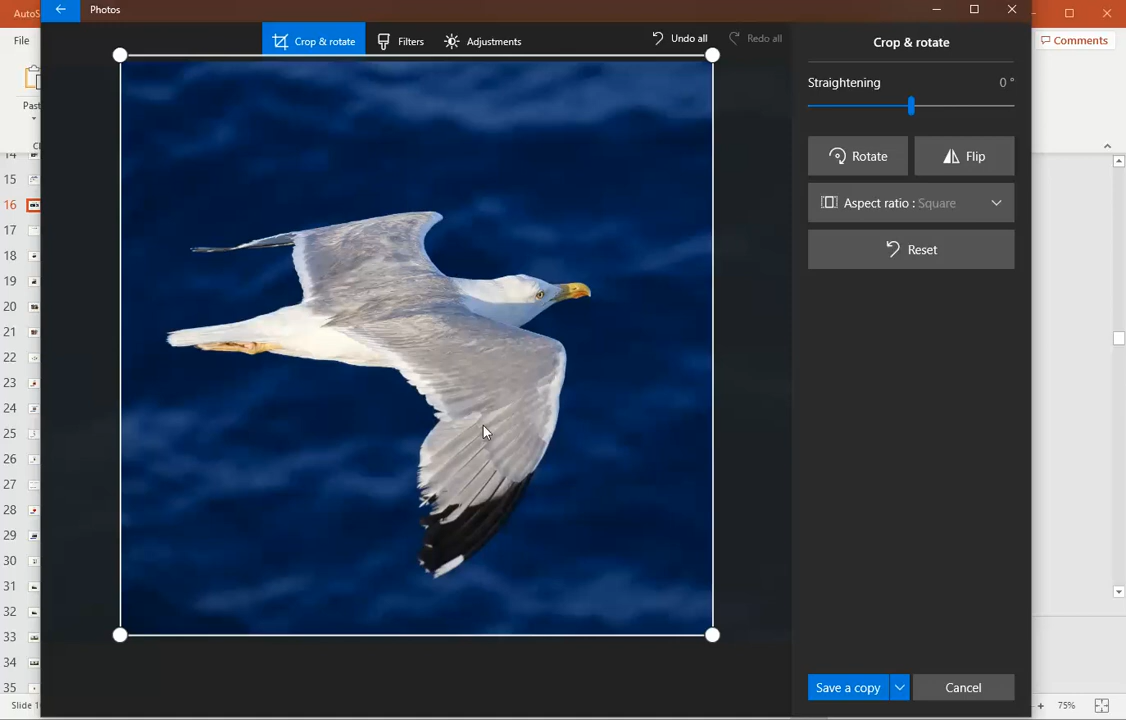 AutoS
Photos
File
Comments
Crop & rotate
Filters
Adjustments
Undo all
Redo all
Crop & rotate
Straightening 0 °
Rotate
Flip
Aspect ratio : Square
Reset
Past
14
15
16
17
18
19
20
21
22
23
24
25
26
27
28
29
30
31
32
33
34
35
Save a copy
Cancel
Slide 1
75%